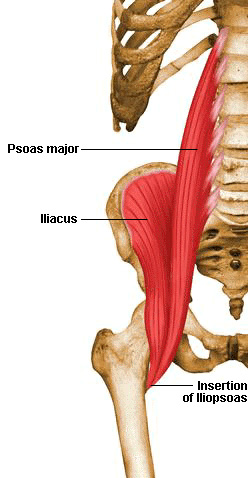 Psoas major
Iliacus
Insertion
of Iliopsoas